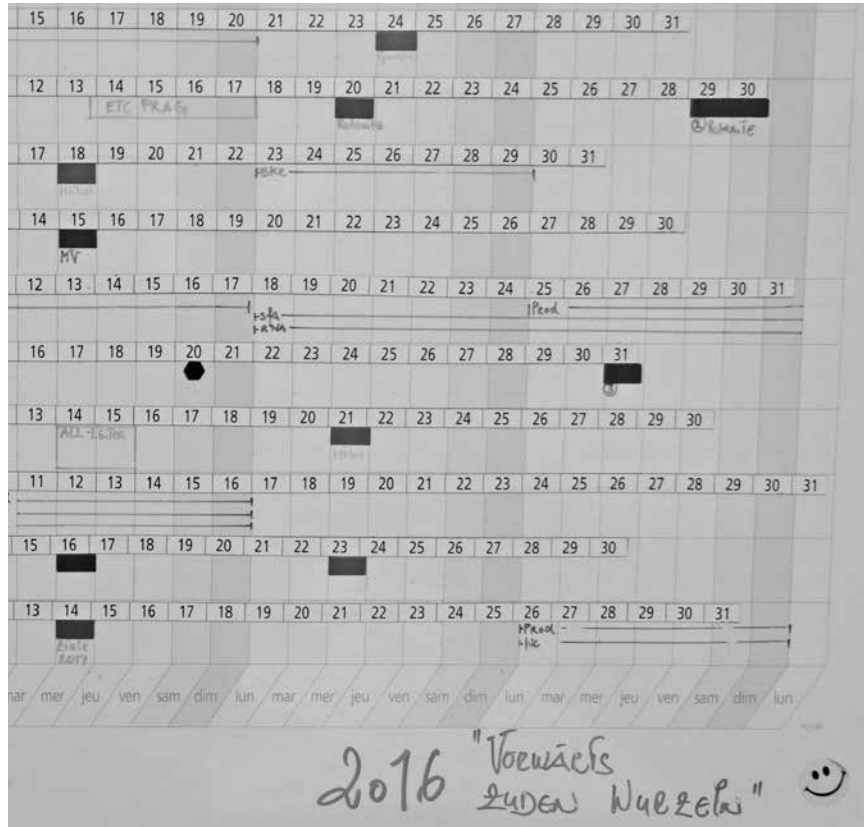 15 16 17 18 19 20 21 22 23 24 25 26 27 28 29 30 31
12 13 14 15 16 17 18 19 20 21 22 23 24 25 26 27 28 29 30
ETC PRAG
17 18 19 20 21 22 23 24 25 26 27 28 29 30 31
14 15 16 17 18 19 20 21 22 23 24 25 26 27 28 29 30
MV
12 13 14 15 16 17 18 19 20 21 22 23 24 25 26 27 28 29 30 31
Prod
16 17 18 19 20 21 22 23 24 25 26 27 28 29 30 31
3
13 14 15 16 17 18 19 20 21 22 23 24 25 26 27 28 29 30
11 12 13 14 15 16 17 18 19 20 21 22 23 24 25 26 27 28 29 30 31
15 16 17 18 19 20 21 22 23 24 25 26 27 28 29 30
13 14 15 16 17 18 19 20 21 22 23 24 25 26 27 28 29 30 31
Prod
Ziele
2017
mar mer jeu ven sam dim lun mar mer jeu ven sam dim lun mar mer jeu ven sam dim lun
2016 "Vorwärts
ZU DEN WURZELN"